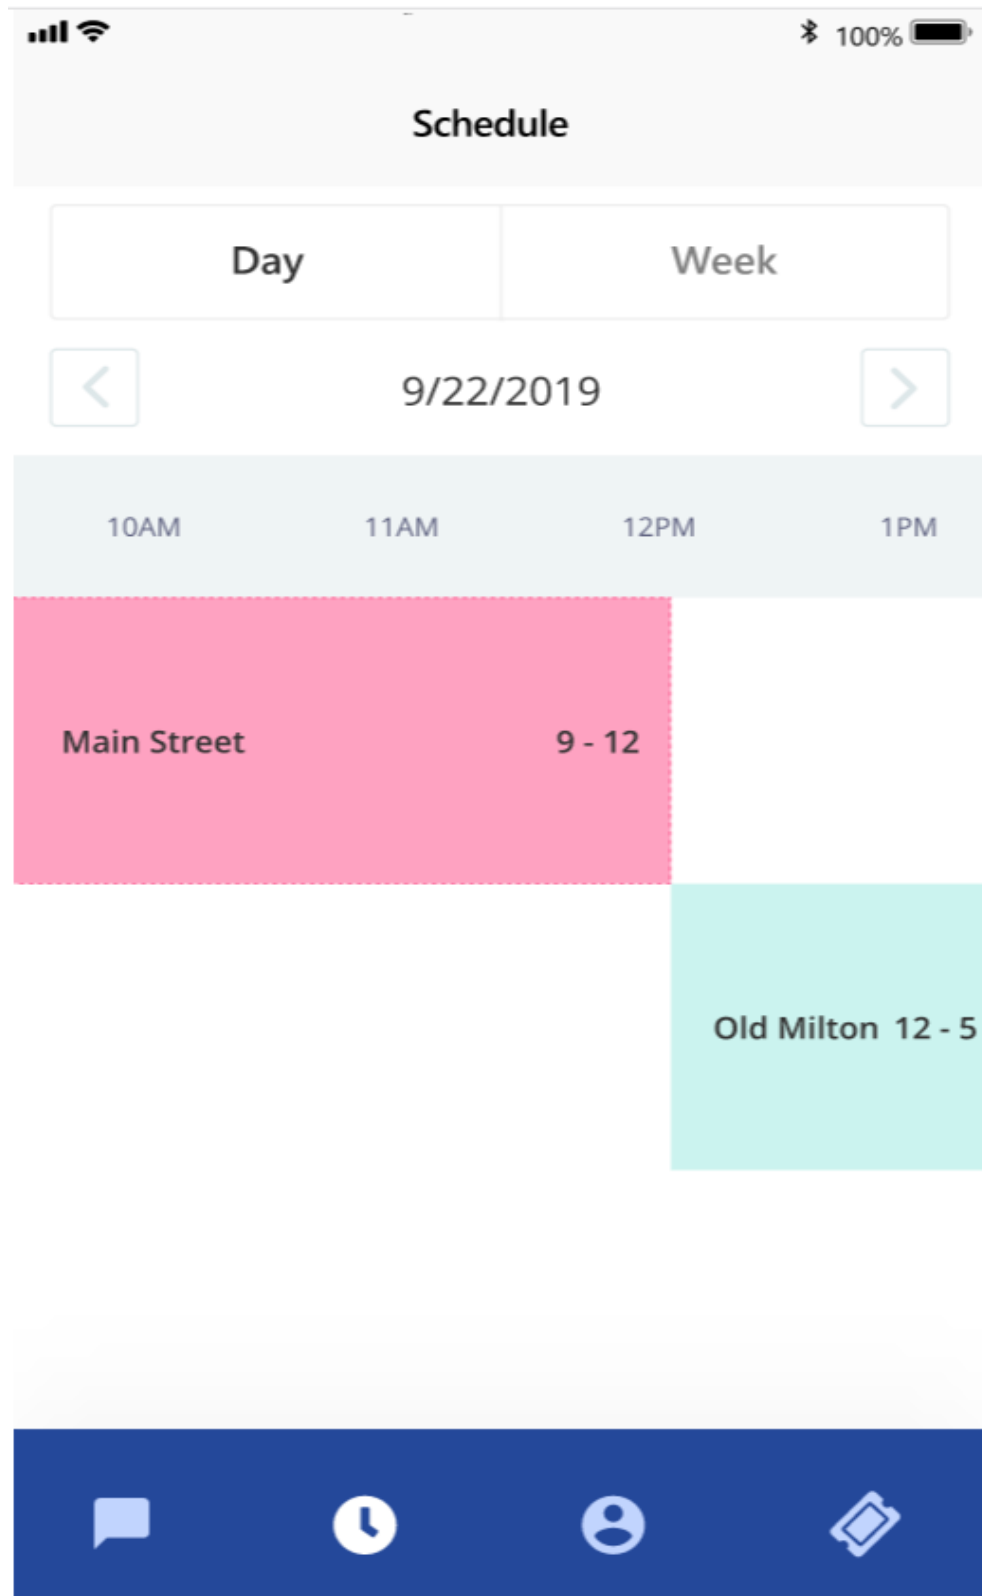 100%
Schedule
Day Week
9/22/2019
10AM 11AM 12PM 1PM
Main Street 9 - 12
Old Milton 12 - 5